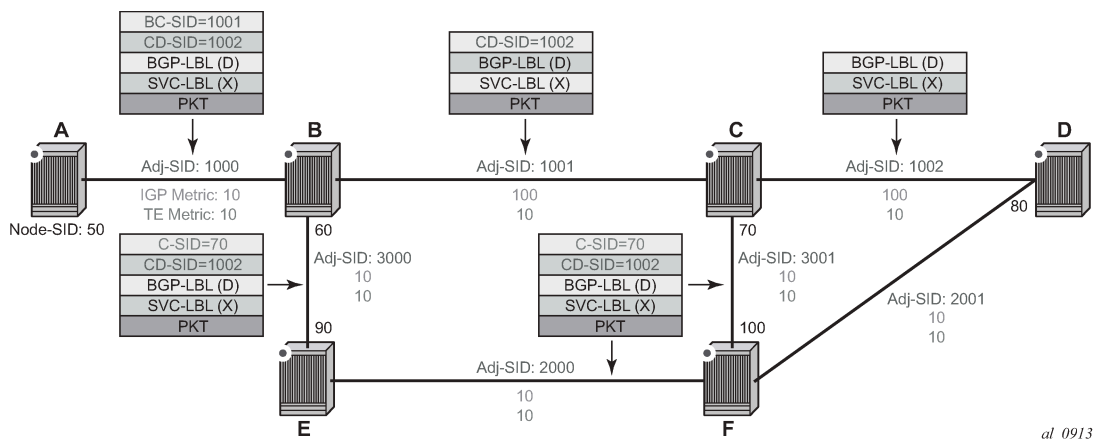 BC-SID=1001
CD-SID=1002
BGP-LBL (D)
SVC-LBL (X)
PKT
CD-SID=1002
BGP-LBL (D)
SVC-LBL (X)
PKT
BGP-LBL (D)
SVC-LBL (X)
PKT
A
B
C
D
Adj-SID: 1000
Adj-SID: 1001
Adj-SID: 1002
IGP Metric: 10
TE Metric: 10
100
10
100
10
Node-SID: 50
60
70
80
C-SID=70
CD-SID=1002
BGP-LBL (D)
SVC-LBL (X)
PKT
Adj-SID: 3000
10
10
C-SID=70
CD-SID=1002
BGP-LBL (D)
SVC-LBL (X)
PKT
Adj-SID: 3001
10
10
Adj-SID: 2001
10
10
90
100
Adj-SID: 2000
10
10
E
F
al_0913